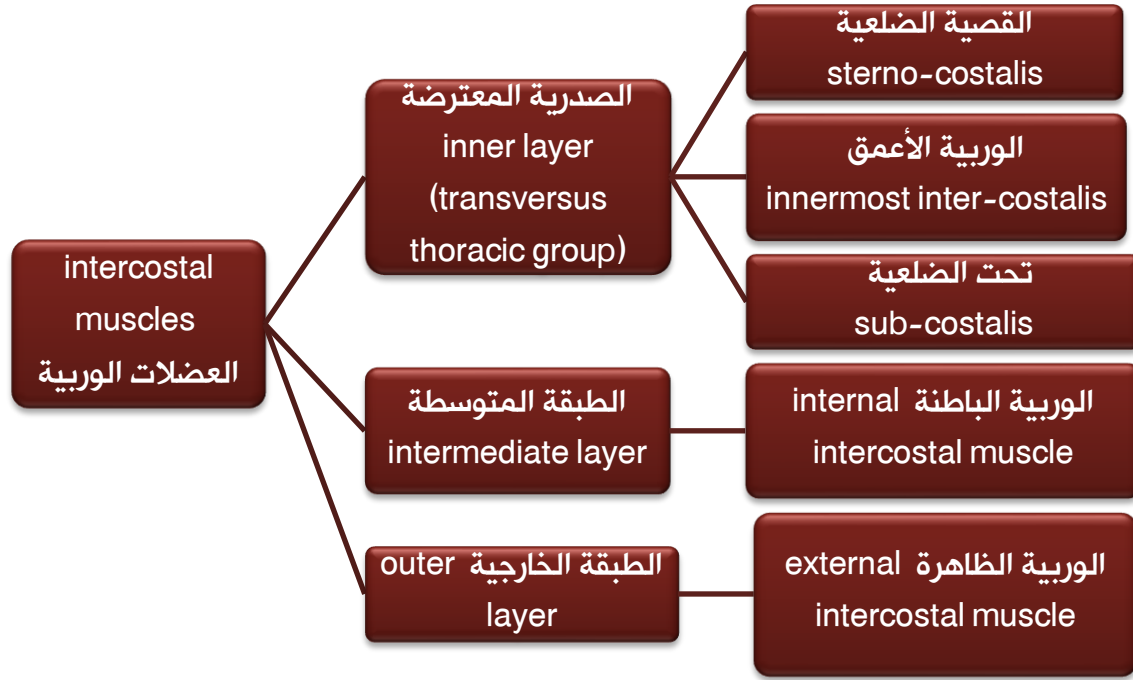 intercostal
muscles
العضلات الوربية
الصدرية المعترضة
inner layer
(transversus
thoracic group)
القصية الضلعية
sterno-costalis
الوربية الأعمق
innermost inter-costalis
تحت الضلعية
sub-costalis
الطبقة المتوسطة
intermediate layer
الوربية الباطنة internal
intercostal muscle
الطبقة الخارجية outer
layer
الوربية الظاهرة external
intercostal muscle